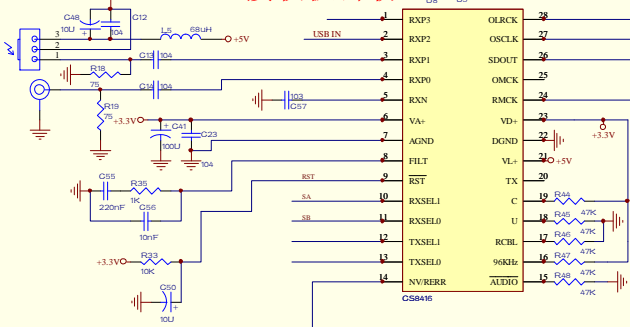 U8
C48
10U
C12
104
L5
68uH
+5V
USB IN
3
2
1
C13
104
R18
75
C14
104
R19
75
103
C57
+3.3V
C41
100U
C23
104
C55
220nF
R35
1K
C56
10nF
RST
SA
SB
+3.3V
R33
10K
C50
10U
1 RXP3 OLRCK 28
2 RXP2 OSCLK 27
3 RXP1 SDOUT 26
4 RXP0 OMCK 25
5 RXN RMCK 24
6 VA+ VD+ 23
7 AGND DGND 22
8 FILT VL+ 21
9 RST TX 20
10 RXSEL1 C 19
11 RXSEL0 U 18
12 TXSEL1 RCBL 17
13 TXSEL0 96KHz 16
14 NV/RERR AUDIO 15
CS8416
+3.3V
+5V
R44
47K
R45
47K
R46
47K
R47
47K
R48
47K